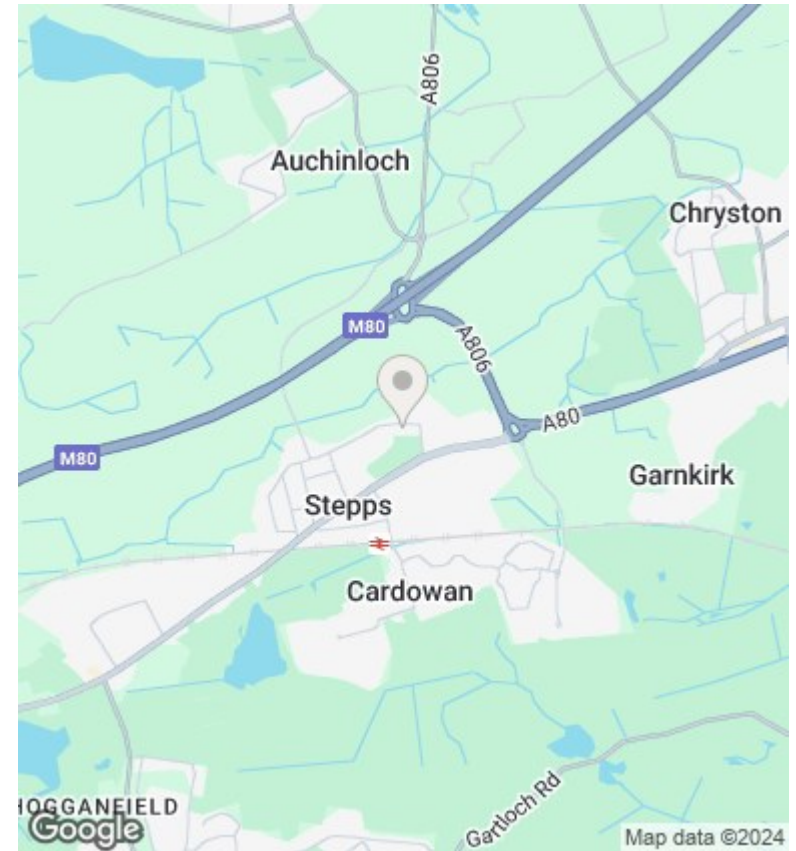 A806
Auchinloch
Chryston
M80
A806
A80
M80
Garnkirk
Stepps
Cardowan
HOGGANFIELD
Gartloch Rd
Google
Map data ©2024